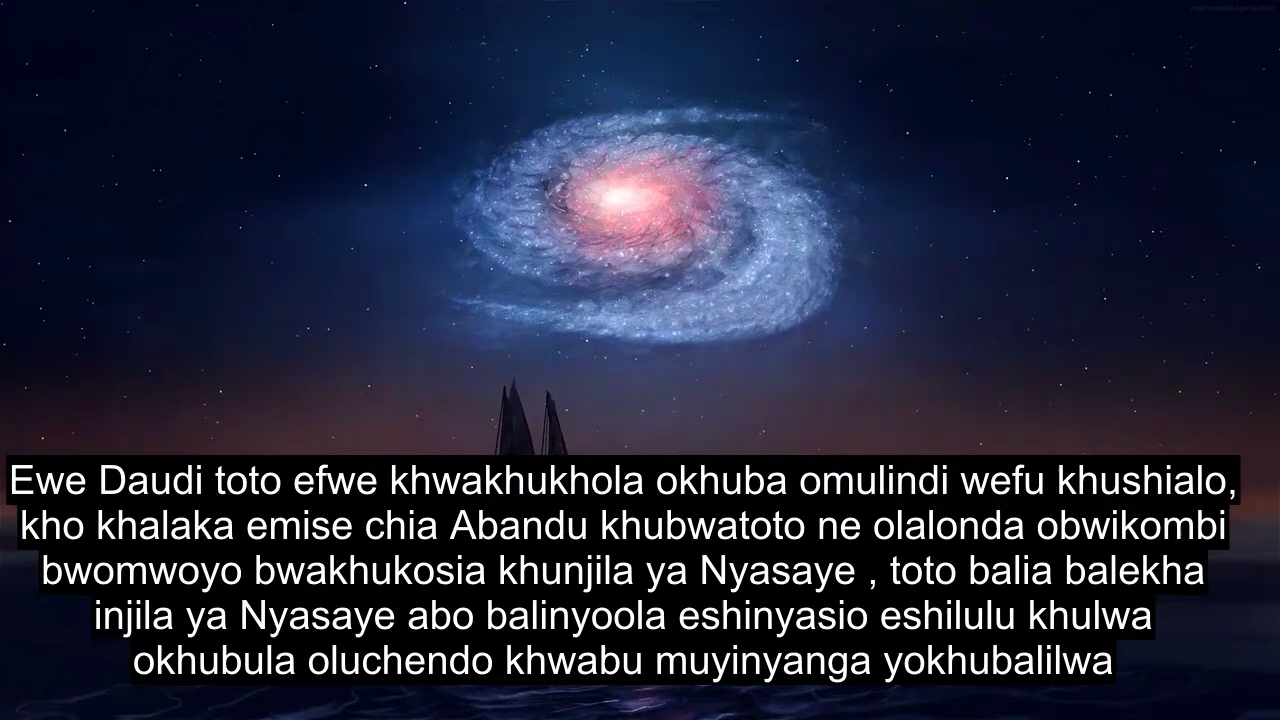 Ewe Daudi toto efwe khwakhukhola okhuba omulindi wefu khushialo,
kho khalaka emise chia Abandu khubwatoto ne olalonda obwikombi
bwomwoyo bwakhukosia khunjila ya Nyasaye , toto balia balekha
injila ya Nyasaye abo balinyoola eshinyasio eshilulu khulwa
okhubula oluchendo khwabu muyinyanga yokhubalilwa